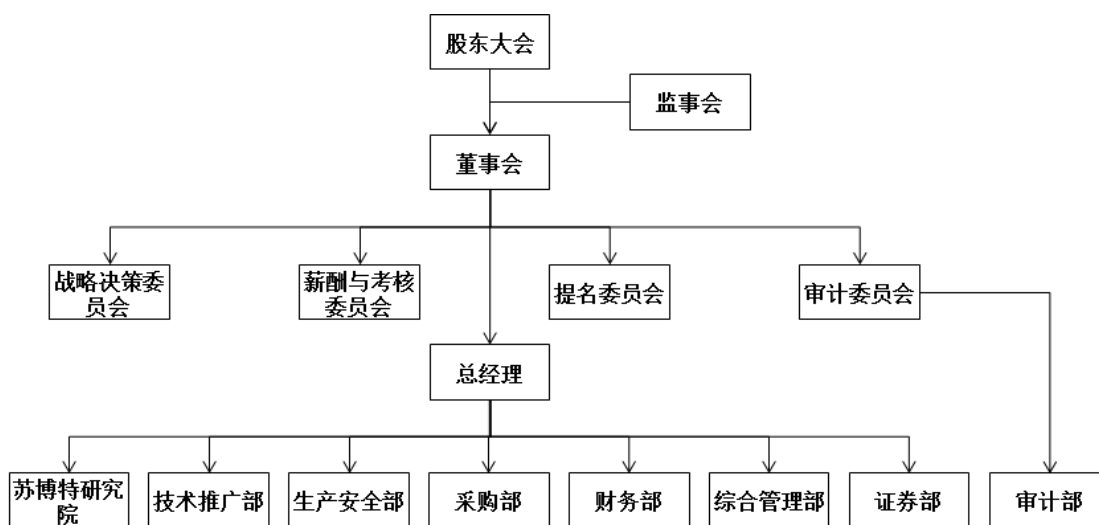 股东大会
监事会
董事会
战略决策委
员会
薪酬与考核
委员会
提名委员会
审计委员会
总经理
苏博特研究
院
技术推广部
生产安全部
采购部
财务部
综合管理部
证券部
审计部